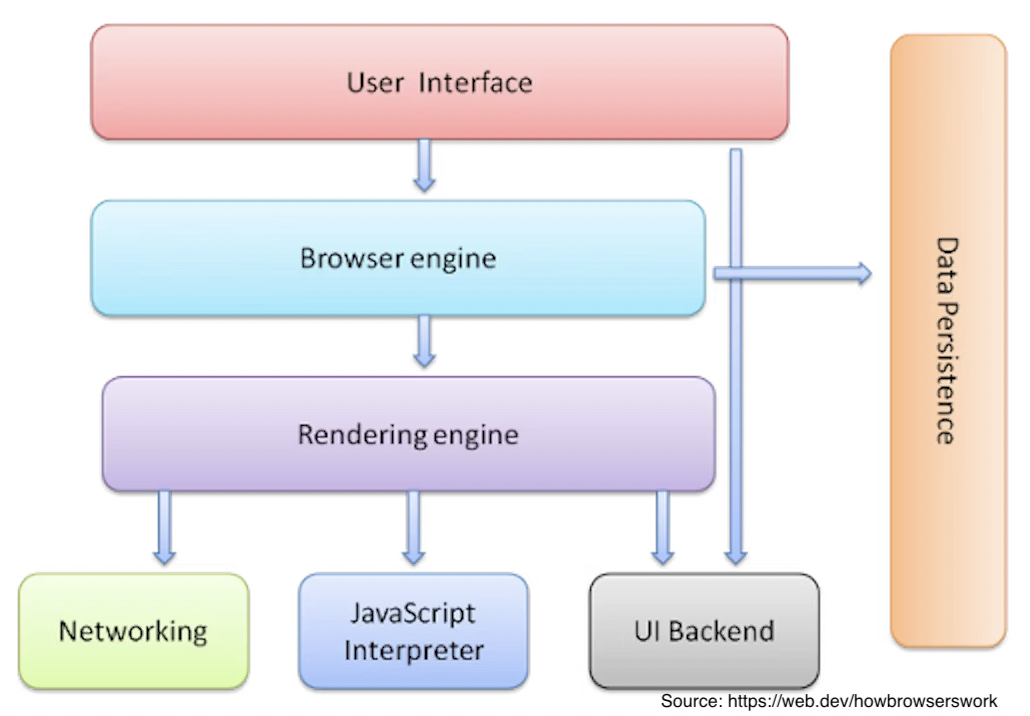 User Interface
Browser engine
Data Persistence
Rendering engine
Networking
JavaScript
Interpreter
UI Backend
Source: https://web.dev/howbrowserswork